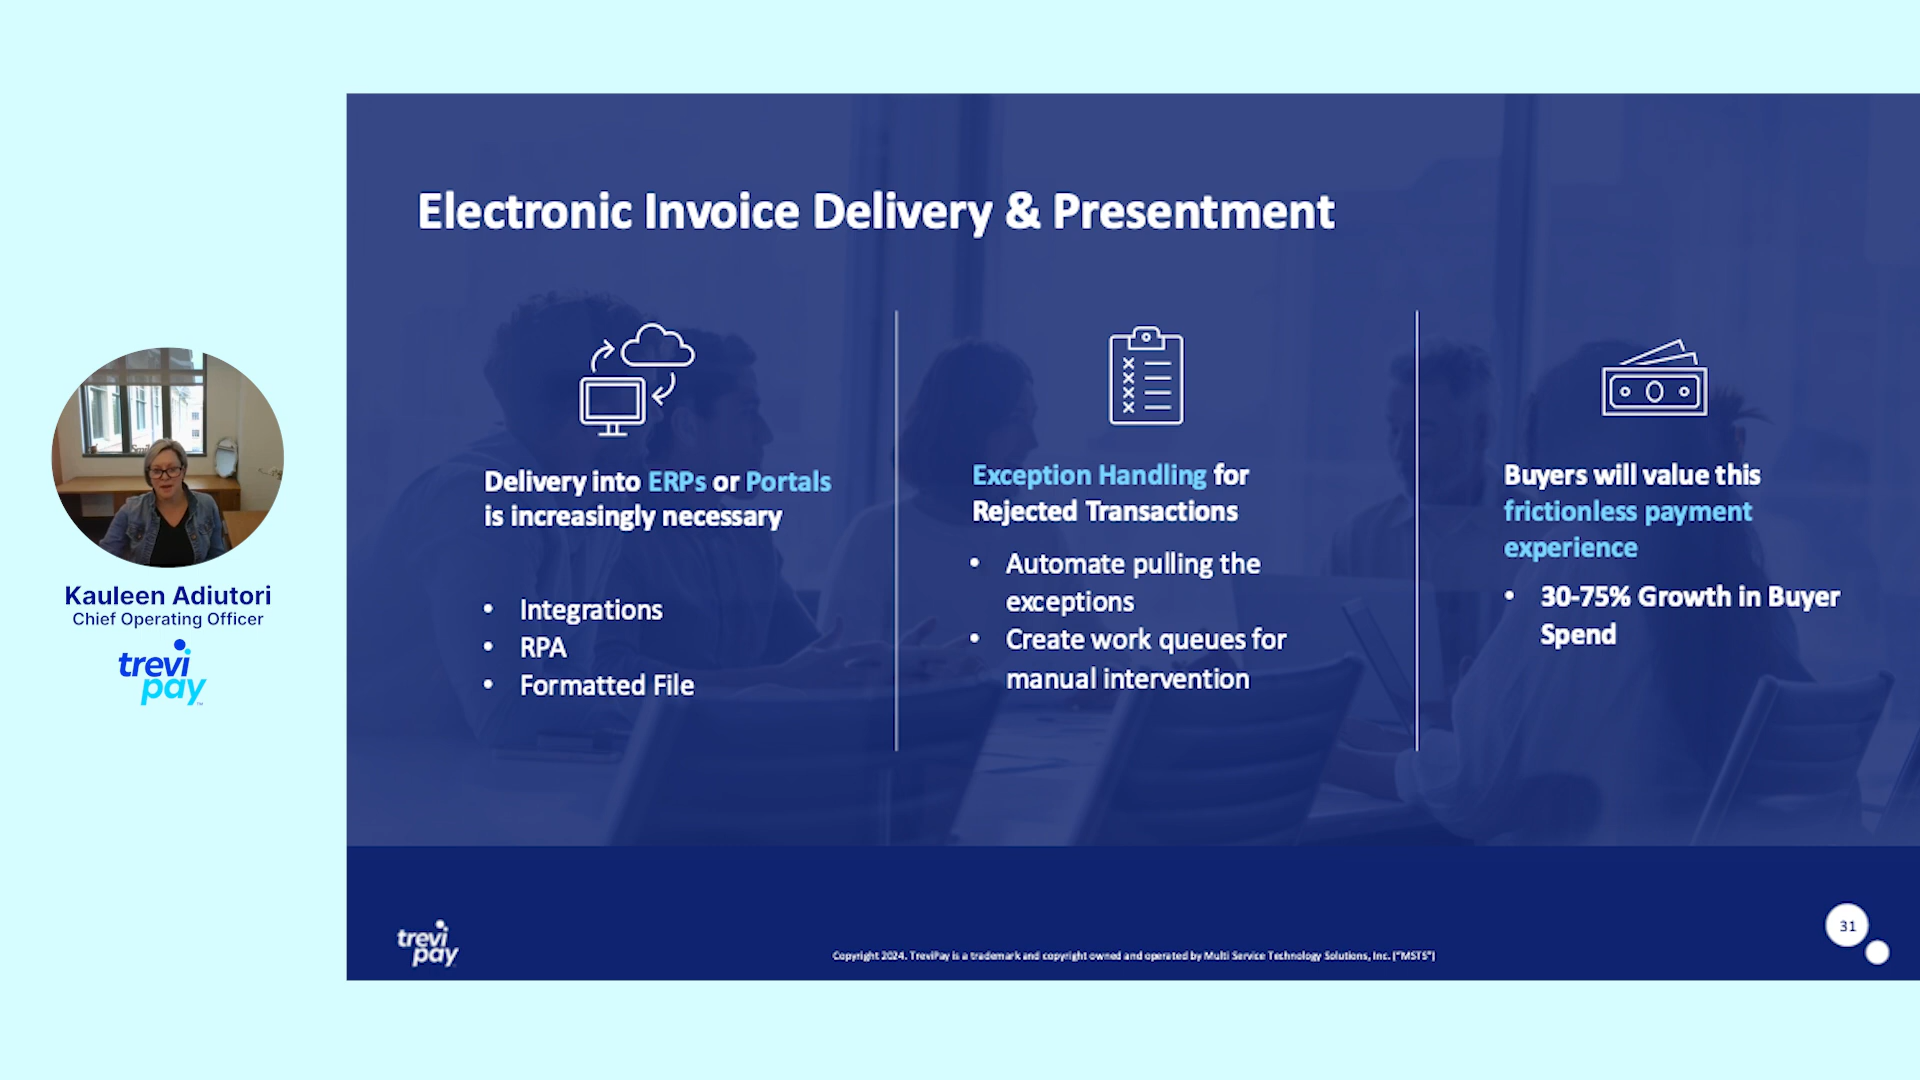 Electronic Invoice Delivery & Presentment
Delivery into ERPs or Portals
is increasingly necessary
• Integrations
• RPA
• Formatted File
Exception Handling for
Rejected Transactions
• Automate pulling the
exceptions
• Create work queues for
manual intervention
Buyers will value this
frictionless payment
experience
• 30-75% Growth in Buyer
Spend
Kauleen Adiutori
Chief Operating Officer
trevi
pay™
trevi
pay
Copyright 2024. TreviPay is a trademark and copyright owned and operated by Multi Service Technology Solutions, Inc. ("MSTS")
31